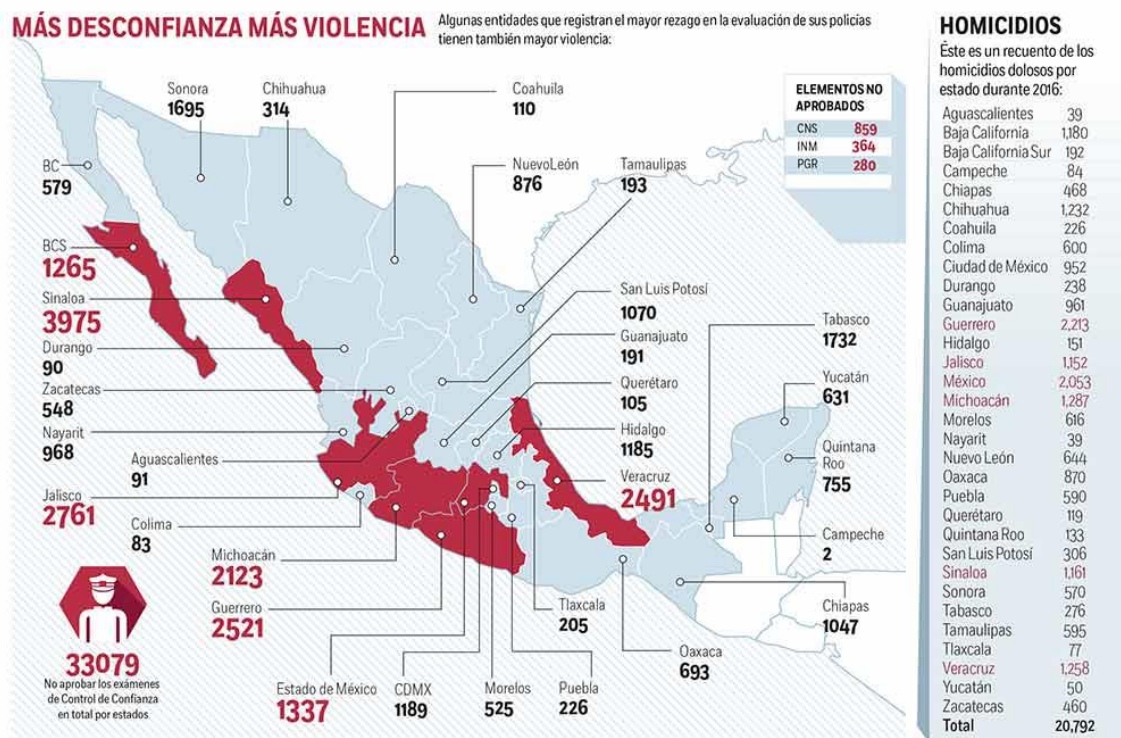 MÁS DESCONFIANZA MÁS VIOLENCIA
Algunas entidades que registran el mayor rezago en la evaluación de sus policías
tienen también mayor violencia:
Sonora
1695
Chihuahua
314
Coahuila
110
BC
579
NuevoLeón
876
Tamaulipas
193
ELEMENTOS NO
APROBADOS
CNS 859
INM 364
PGR 280
BCS
1265
Sinaloa
3975
Durango
90
Zacatecas
548
Nayarit
968
Aguascalientes
91
Jalisco
2761
Colima
83
Michoacán
2123
Guerrero
2521
Estado de México
1337
CDMX
1189
Morelos
525
Puebla
226
Tlaxcala
205
Oaxaca
693
San Luis Potosí
1070
Guanajuato
191
Querétaro
105
Hidalgo
1185
Veracruz
2491
Tabasco
1732
Yucatán
631
Quintana
Roo
755
Campeche
2
Chiapas
1047
33079
No aprobar los exámenes
de Control de Confianza
en total por estados
HOMICIDIOS
Éste es un recuento de los
homicidios dolosos por
estado durante 2016:
Aguascalientes 39
Baja California 1,180
Baja California Sur 192
Campeche 84
Chiapas 468
Chihuahua 1,232
Coahuila 226
Colima 600
Ciudad de México 952
Durango 238
Guanajuato 961
Guerrero 2,213
Hidalgo 151
Jalisco 1,152
México 2,053
Michoacán 1,287
Morelos 616
Nayarit 39
Nuevo León 644
Oaxaca 870
Puebla 590
Querétaro 119
Quintana Roo 133
San Luis Potosí 306
Sinaloa 1,161
Sonora 570
Tabasco 276
Tamaulipas 595
Tlaxcala 77
Veracruz 1,258
Yucatán 50
Zacatecas 460
Total 20,792